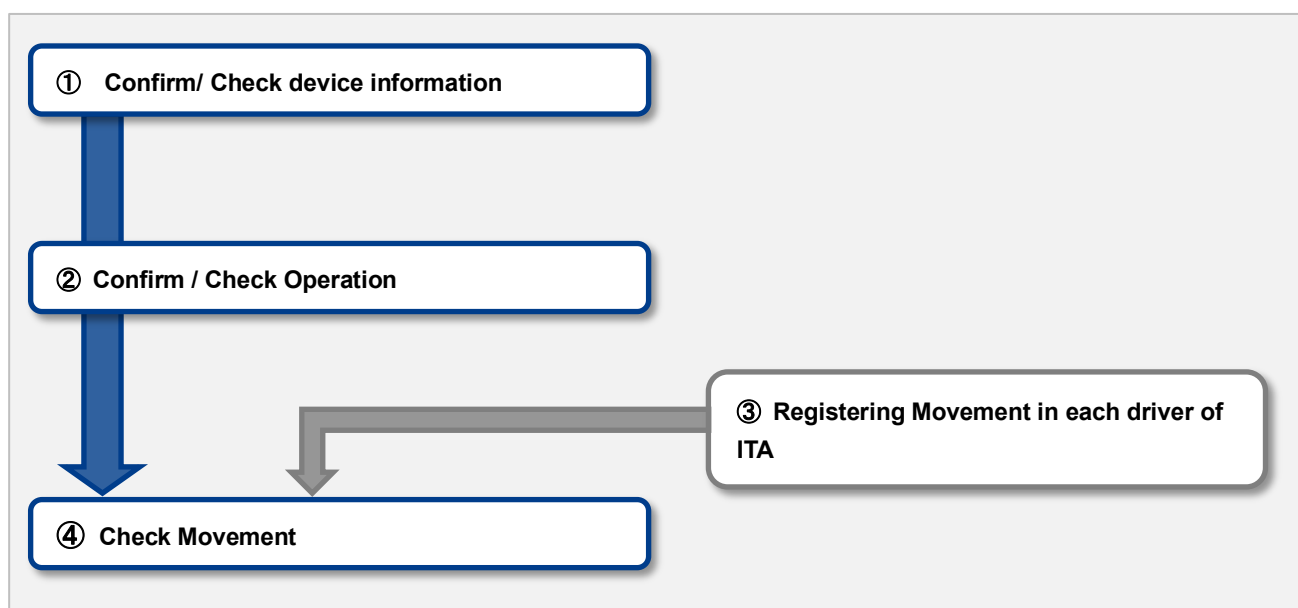 ① Confirm/ Check device information
② Confirm / Check Operation
③ Registering Movement in each driver of
ITA
④ Check Movement